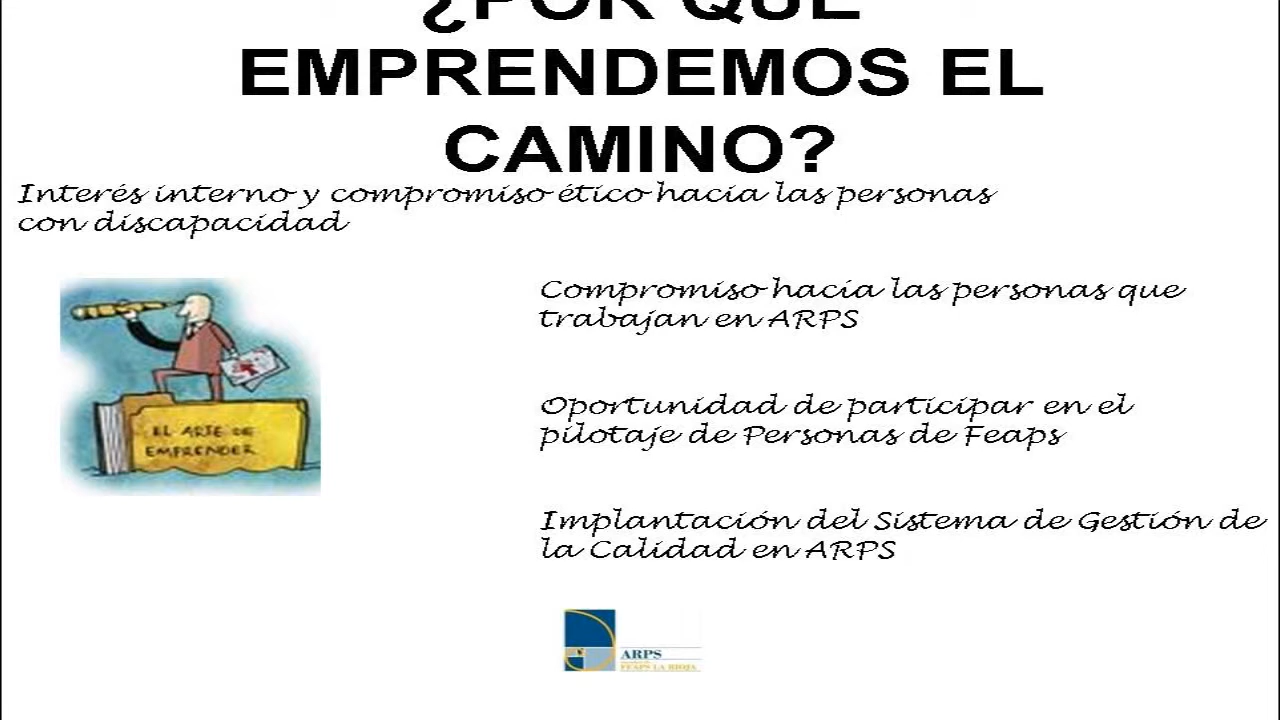 ¿POR QUÉ
EMPRENDEMOS EL
CAMINO?
Interés interno y compromiso ético hacia las personas
con discapacidad
Compromiso hacia las personas que
trabajan en ARPS
Oportunidad de participar en el
pilotaje de Personas de Feaps
Implantación del Sistema de Gestión de
la Calidad en ARPS
EL ARTE DE
EMPRENDER
ARPS
FEAPS LA RIOJA